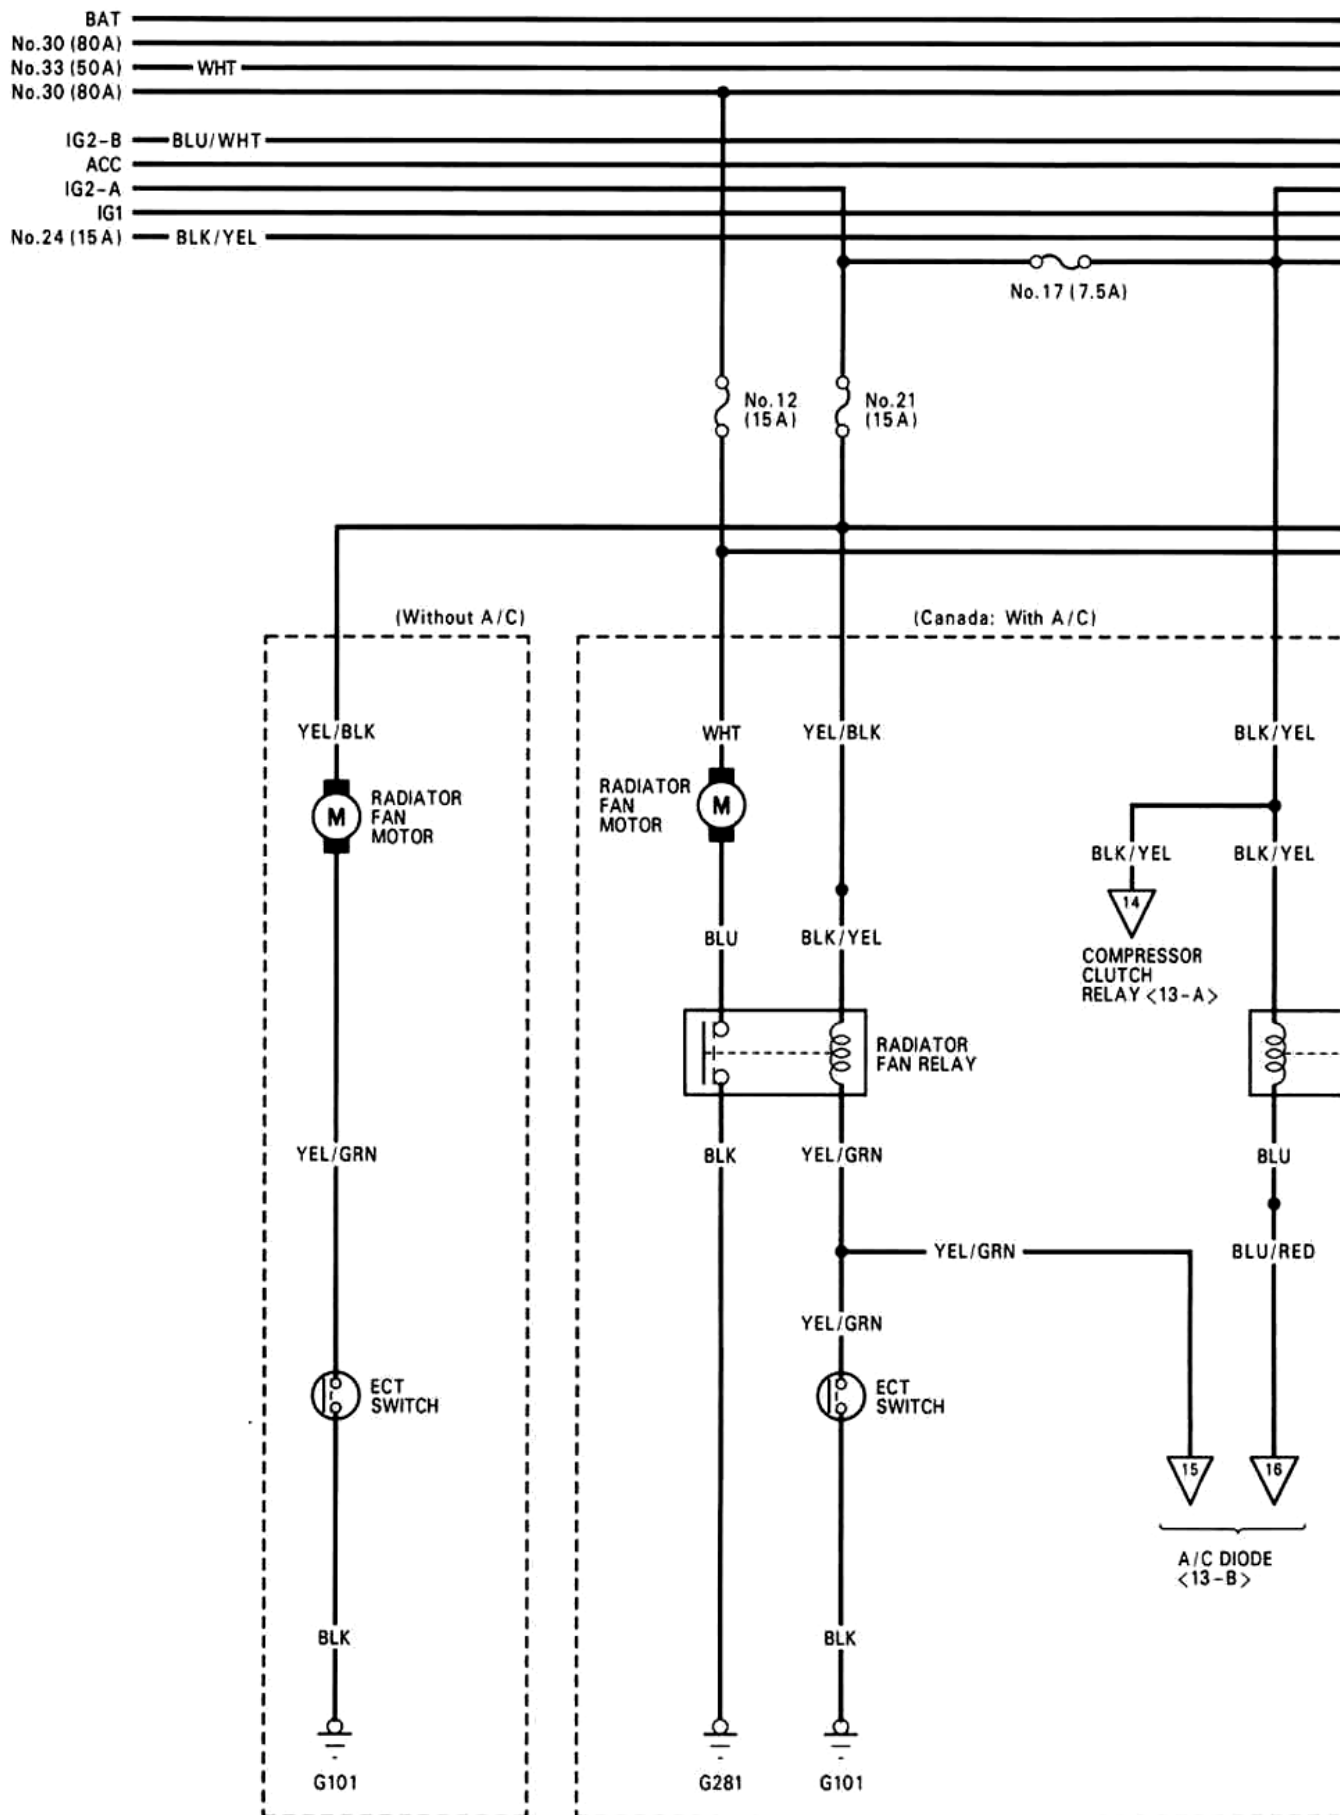 BAT
No.30 (80A)
No.33 (50A) WHT
No.30 (80A)
IG2-B BLU/WHT
ACC
IG2-A
IG1
No.24 (15A) BLK/YEL
No.17 (7.5A)
No.12
(15A)
No.21
(15A)
(Without A/C)
(Canada: With A/C)
YEL/BLK
WHT
YEL/BLK
BLK/YEL
M
RADIATOR
FAN
MOTOR
RADIATOR
FAN
MOTOR
M
BLK/YEL
BLK/YEL
14
COMPRESSOR
CLUTCH
RELAY <13-A>
BLU
BLK/YEL
RADIATOR
FAN RELAY
YEL/GRN
BLK
YEL/GRN
BLU
YEL/GRN
BLU/RED
YEL/GRN
ECT
SWITCH
ECT
SWITCH
15
16
A/C DIODE
<13-B>
BLK
BLK
G101
G281
G101